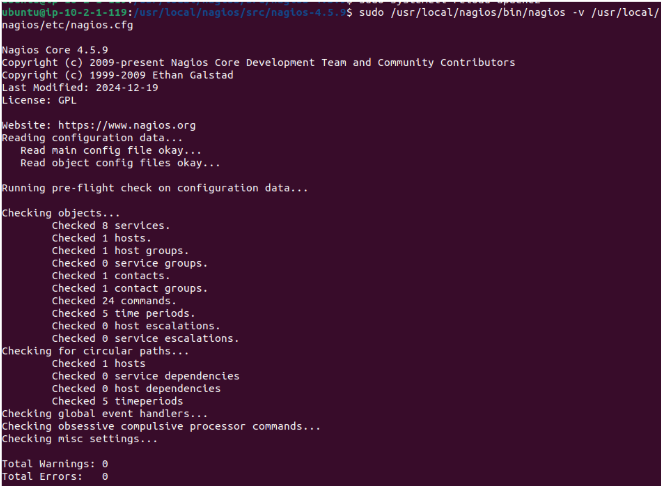 ubuntu@ip-10-2-1-119:/usr/local/nagios/src/nagios-4.5.9$ sudo /usr/local/nagios/bin/nagios -v /usr/local/
nagios/etc/nagios.cfg

Nagios Core 4.5.9
Copyright (c) 2009-present Nagios Core Development Team and Community Contributors
Copyright (c) 1999-2009 Ethan Galstad
Last Modified: 2024-12-19
License: GPL

Website: https://www.nagios.org
Reading configuration data...
   Read main config file okay...
   Read object config files okay...

Running pre-flight check on configuration data...

Checking objects...
        Checked 8 services.
        Checked 1 hosts.
        Checked 1 host groups.
        Checked 0 service groups.
        Checked 1 contacts.
        Checked 1 contact groups.
        Checked 24 commands.
        Checked 5 time periods.
        Checked 0 host escalations.
        Checked 0 service escalations.
Checking for circular paths...
        Checked 1 hosts
        Checked 0 service dependencies
        Checked 0 host dependencies
        Checked 5 timeperiods
Checking global event handlers...
Checking obsessive compulsive processor commands...
Checking misc settings...

Total Warnings: 0
Total Errors:   0